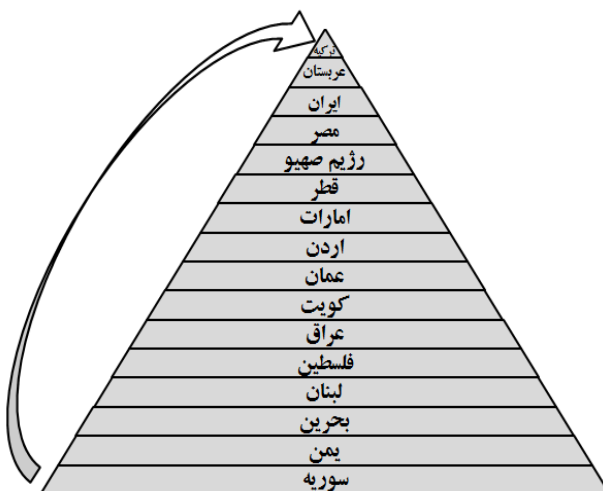 ترکیه
عربستان
ایران
مصر
رژیم صهیو
قطر
امارات
اردن
عمان
کویت
عراق
فلسطین
لبنان
بحرین
یمن
سوریه